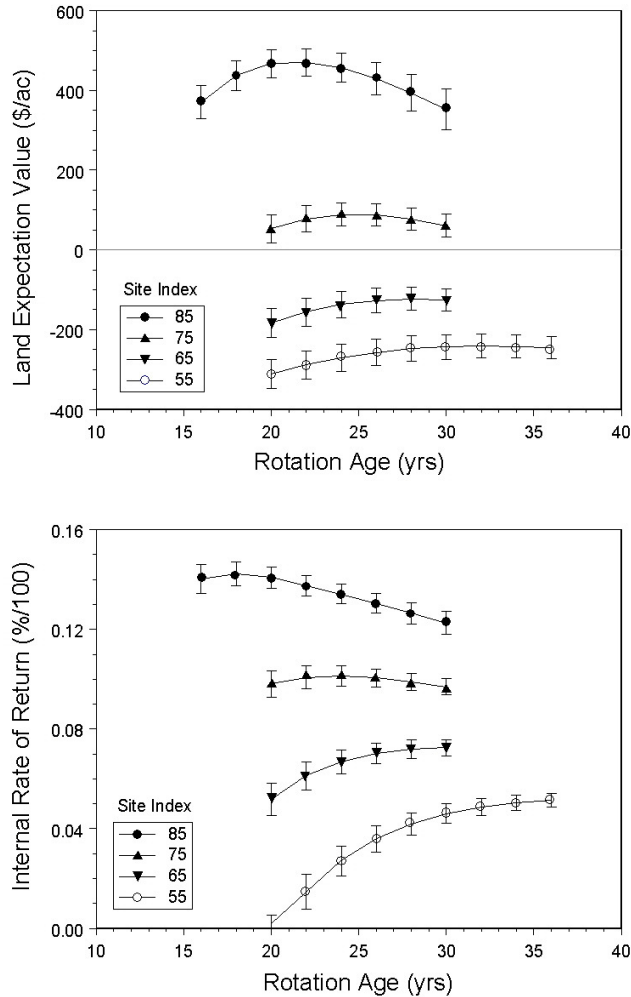 600
400
200
0
-200
-400
Land Expectation Value ($/ac)
Site Index
85
75
65
55
10 15 20 25 30 35 40
Rotation Age (yrs)
0.16
0.12
0.08
0.04
0.00
Internal Rate of Return (%/100)
Site Index
85
75
65
55
10 15 20 25 30 35 40
Rotation Age (yrs)